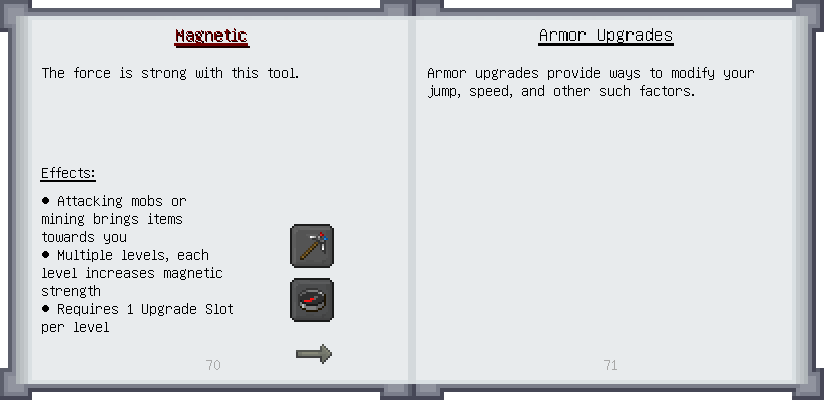 Magnetic
The force is strong with this tool.
Effects:
● Attacking mobs or
mining brings items
towards you
● Multiple levels, each
level increases magnetic
strength
● Requires 1 Upgrade Slot
per level
70
Armor Upgrades
Armor upgrades provide ways to modify your
jump, speed, and other such factors.
71